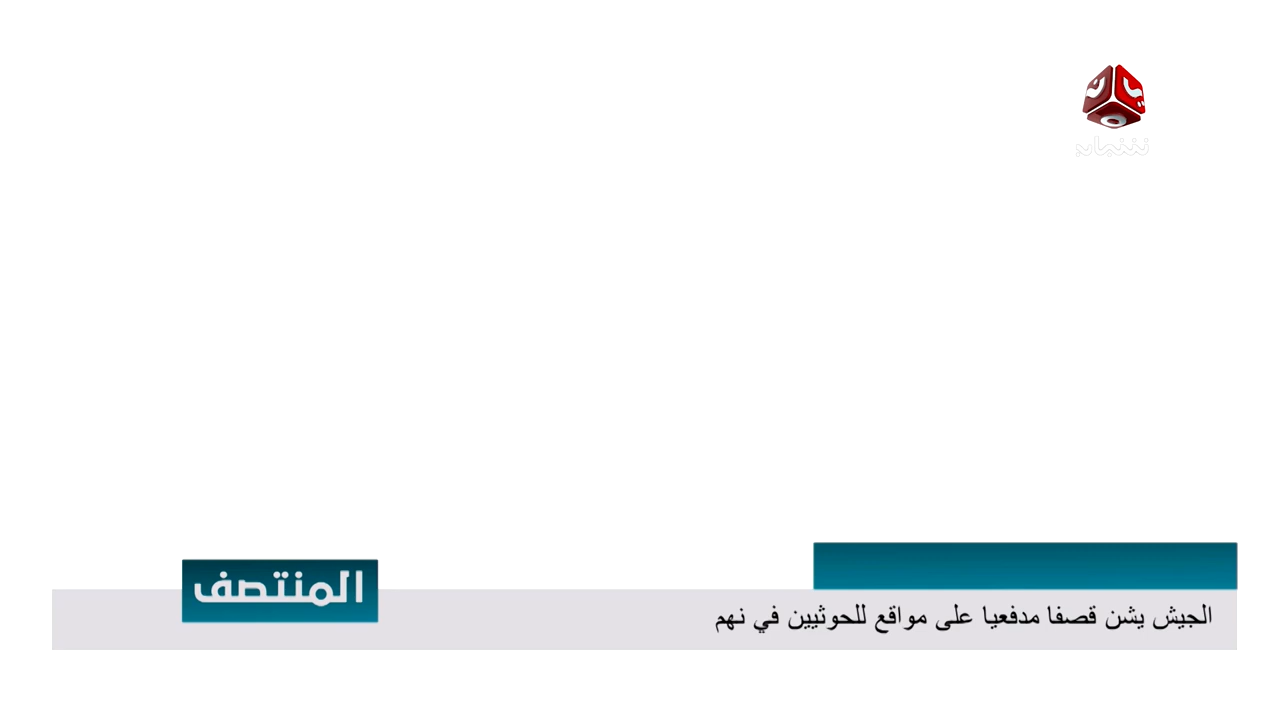 المنتصف
الجيش يشن قصفا مدفعيا على مواقع للحوثيين في نهم